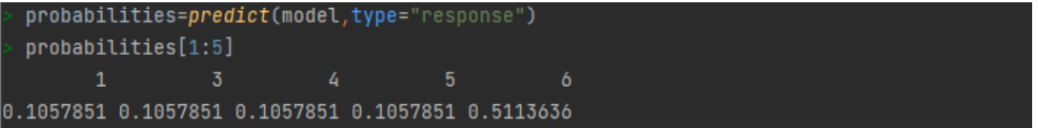 > probabilities=predict(model,type="response")
> probabilities[1:5]
1 3 4 5 6
0.1057851 0.1057851 0.1057851 0.1057851 0.5113636